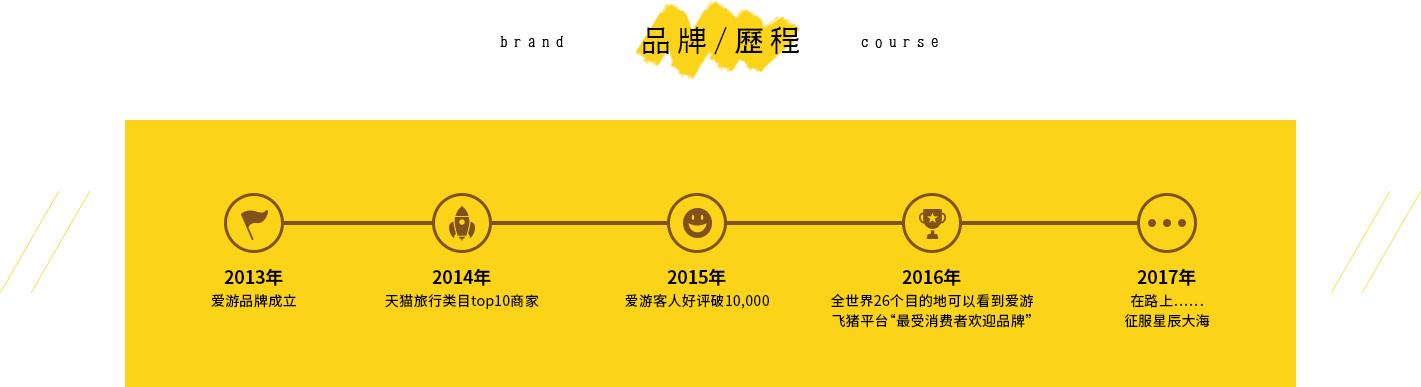 brand 品牌/歷程 course
2013年
爱游品牌成立
2014年
天猫旅行类目top10商家
2015年
爱游客人好评破10,000
2016年
全世界26个目的地可以看到爱游
飞猪平台“最受消费者欢迎品牌”
2017年
在路上……
征服星辰大海